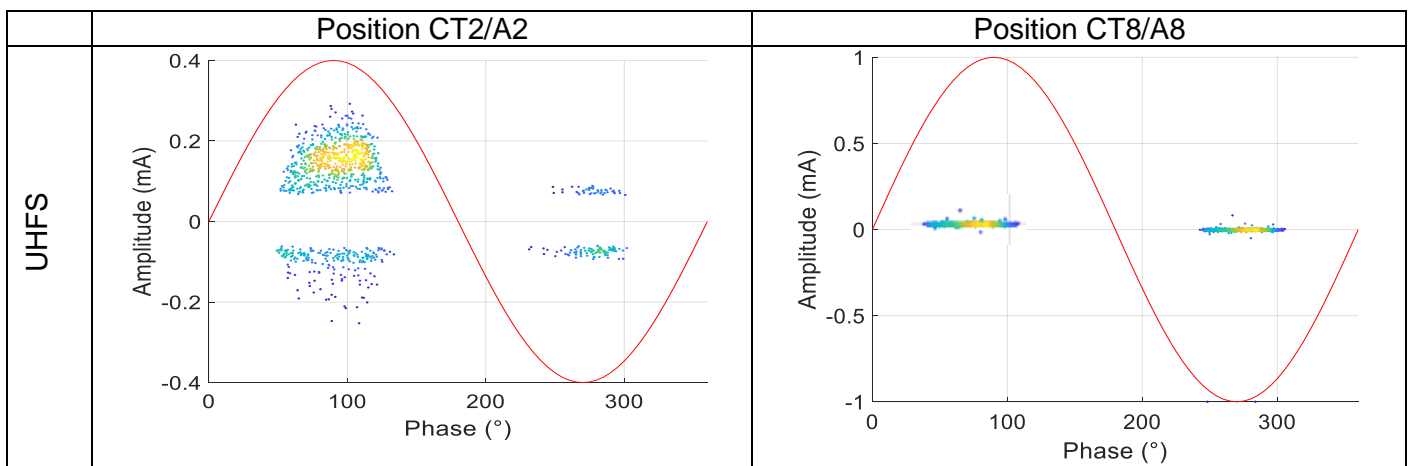 Position CT2/A2
Position CT8/A8
UHFS
Amplitude (mA)
0.4
0.2
0
-0.2
-0.4
0
100
200
300
Phase (°)
Amplitude (mA)
1
0.5
0
-0.5
-1
0
100
200
300
Phase (°)